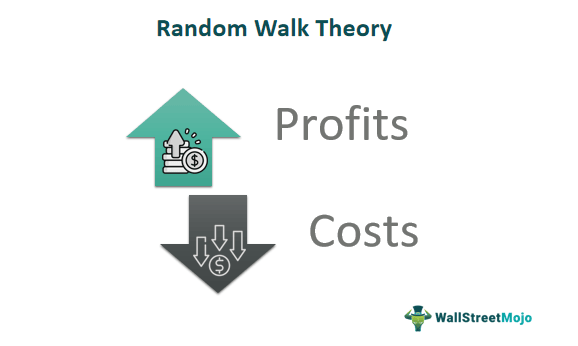 Random Walk Theory
Profits
$
Costs
$
WallStreetMojo